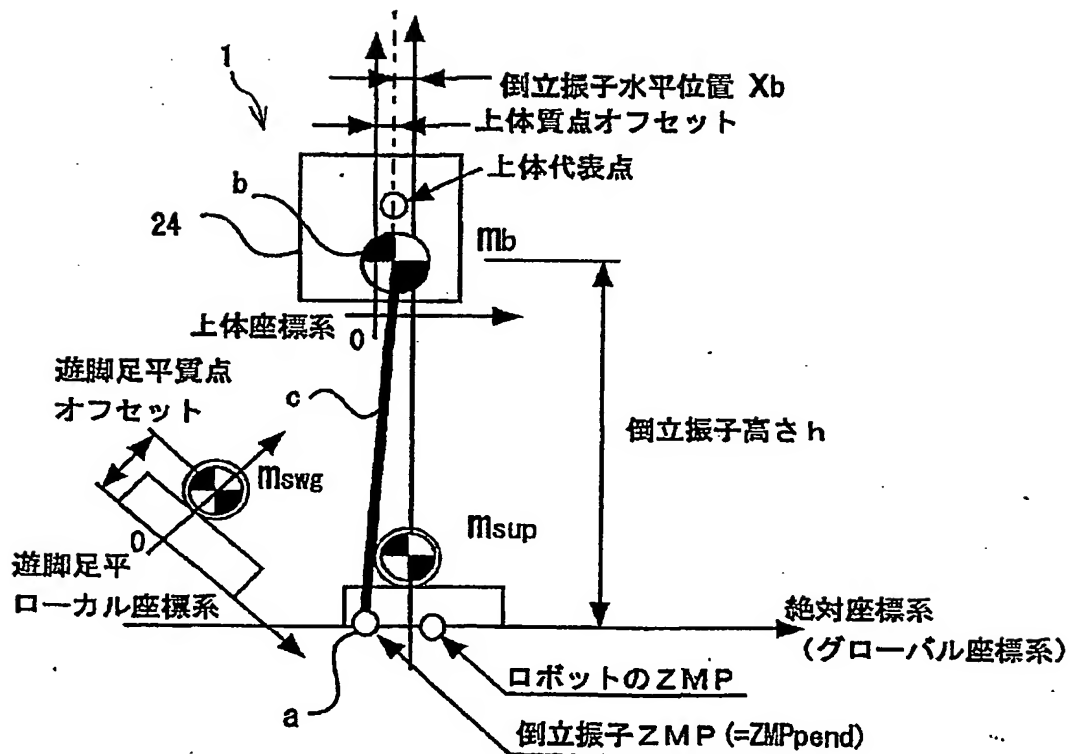 1
倒立振子水平位置 Xb
上体質点オフセット
上体代表点
b
24
mb
上体座標系
0
遊脚足平質点
オフセット
c
倒立振子高さh
mswg
msup
0
遊脚足平
ローカル座標系
絶対座標系
(グローバル座標系)
ロボットのZMP
a
倒立振子ZMP(=ZMPpend)